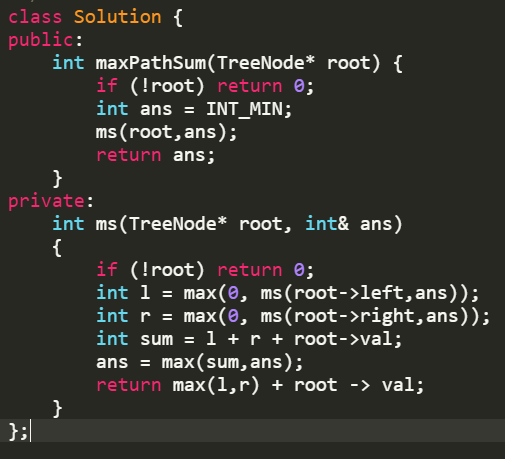 class Solution {
public:
    int maxPathSum(TreeNode* root) {
        if (!root) return 0;
        int ans = INT_MIN;
        ms(root,ans);
        return ans;
    }
private:
    int ms(TreeNode* root, int& ans)
    {
        if (!root) return 0;
        int l = max(0, ms(root->left,ans));
        int r = max(0, ms(root->right,ans));
        int sum = l + r + root->val;
        ans = max(sum,ans);
        return max(l,r) + root -> val;
    }
};